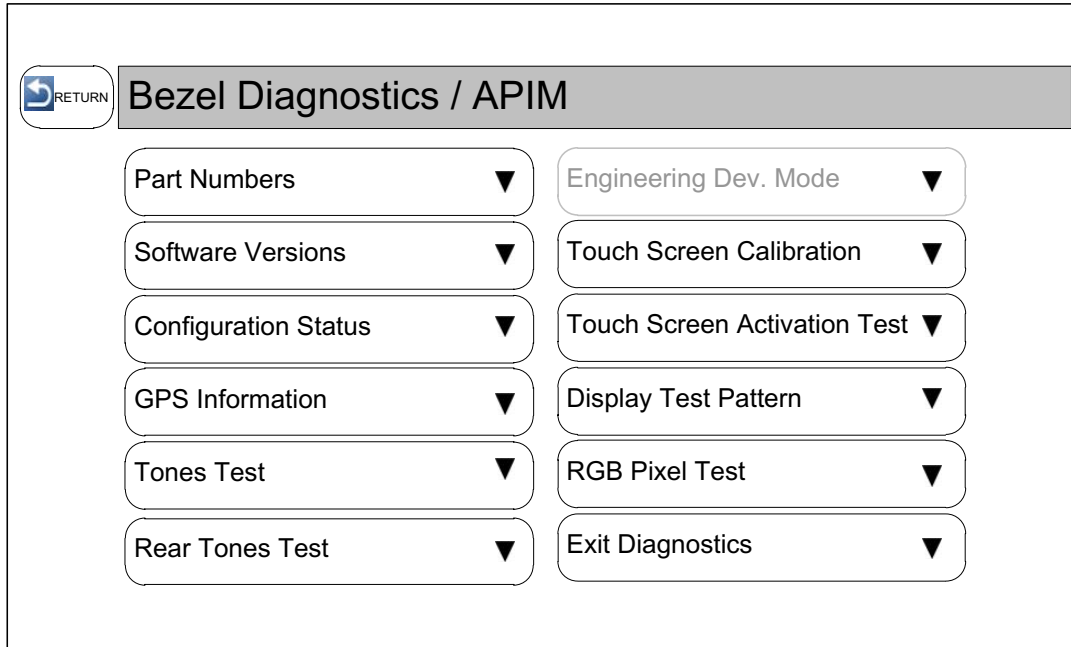 RETURN
Bezel Diagnostics / APIM
Part Numbers
Engineering Dev. Mode
Software Versions
Touch Screen Calibration
Configuration Status
Touch Screen Activation Test
GPS Information
Display Test Pattern
Tones Test
RGB Pixel Test
Rear Tones Test
Exit Diagnostics